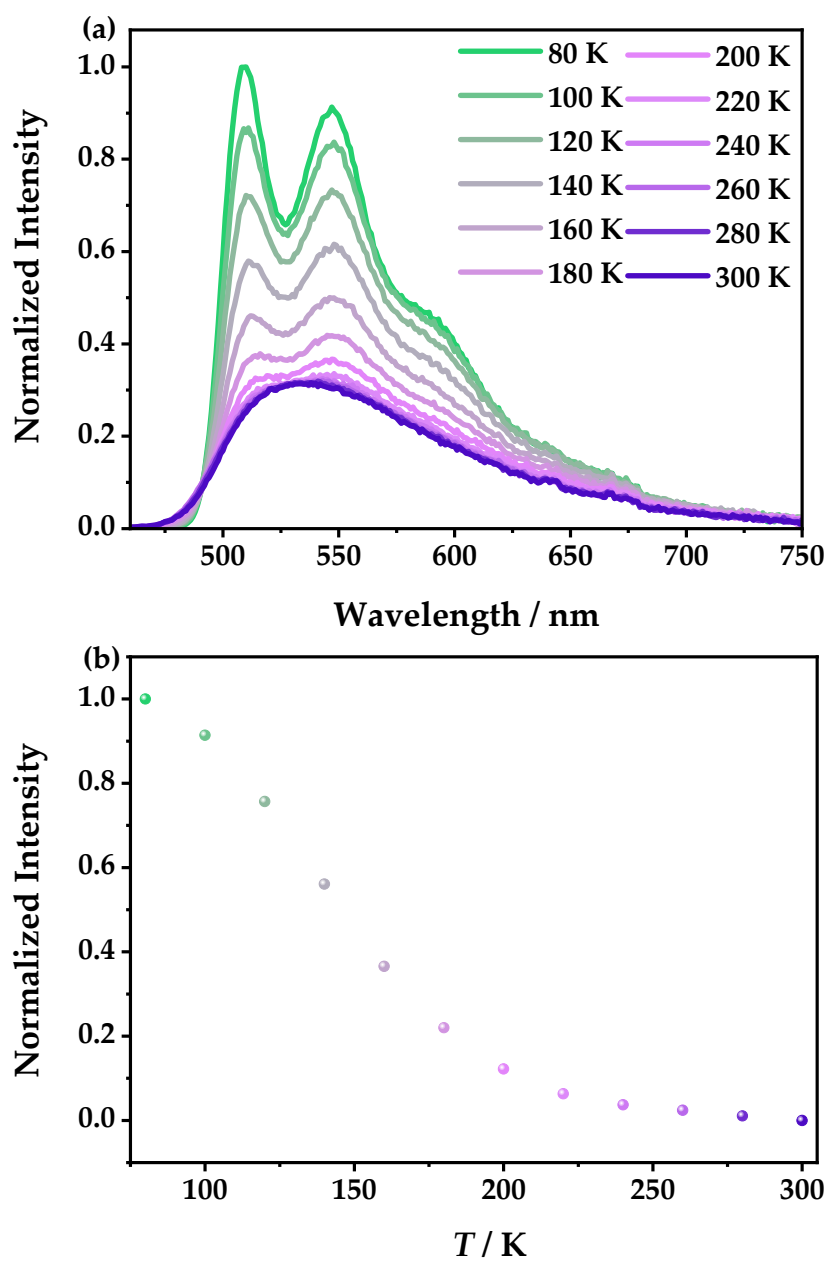 (a)
Normalized Intensity
1.0
0.8
0.6
0.4
0.2
0.0
80 K
100 K
120 K
140 K
160 K
180 K
200 K
220 K
240 K
260 K
280 K
300 K
500 550 600 650 700 750
Wavelength / nm
(b)
Normalized Intensity
1.0
0.8
0.6
0.4
0.2
0.0
100 150 200 250 300
T / K